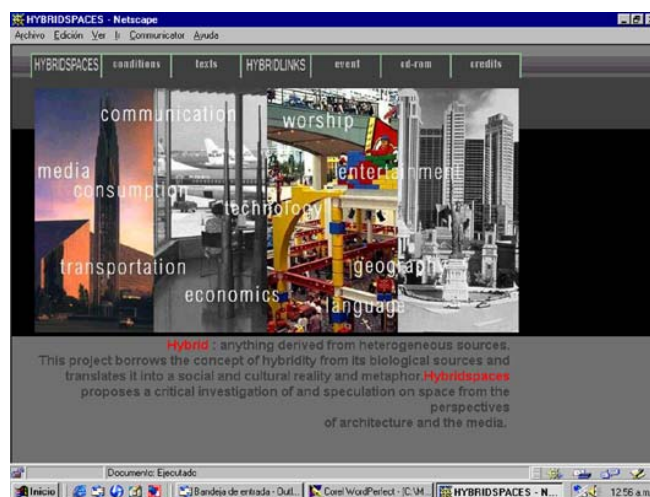 HYBRIDSPACES - Netscape
Archivo Edición Ver Ir Communicator Ayuda
HYBRIDSPACES conditions texts HYBRIDLINKS event cd-rom credits
communication worship
media entertainment
consumption
technology
transportation geography
economics language
Hybrid : anything derived from heterogeneous sources.
This project borrows the concept of hybridity from its biological sources and
translates it into a social and cultural reality and metaphor.Hybridspaces
proposes a critical investigation of and speculation on space from the
perspectives
of architecture and the media.
Documento: Ejecutado
Inicio Bandeja de entrada - Outl... Corel WordPerfect - [C:\M... HYBRIDSPACES - N... 12:56 a.m.